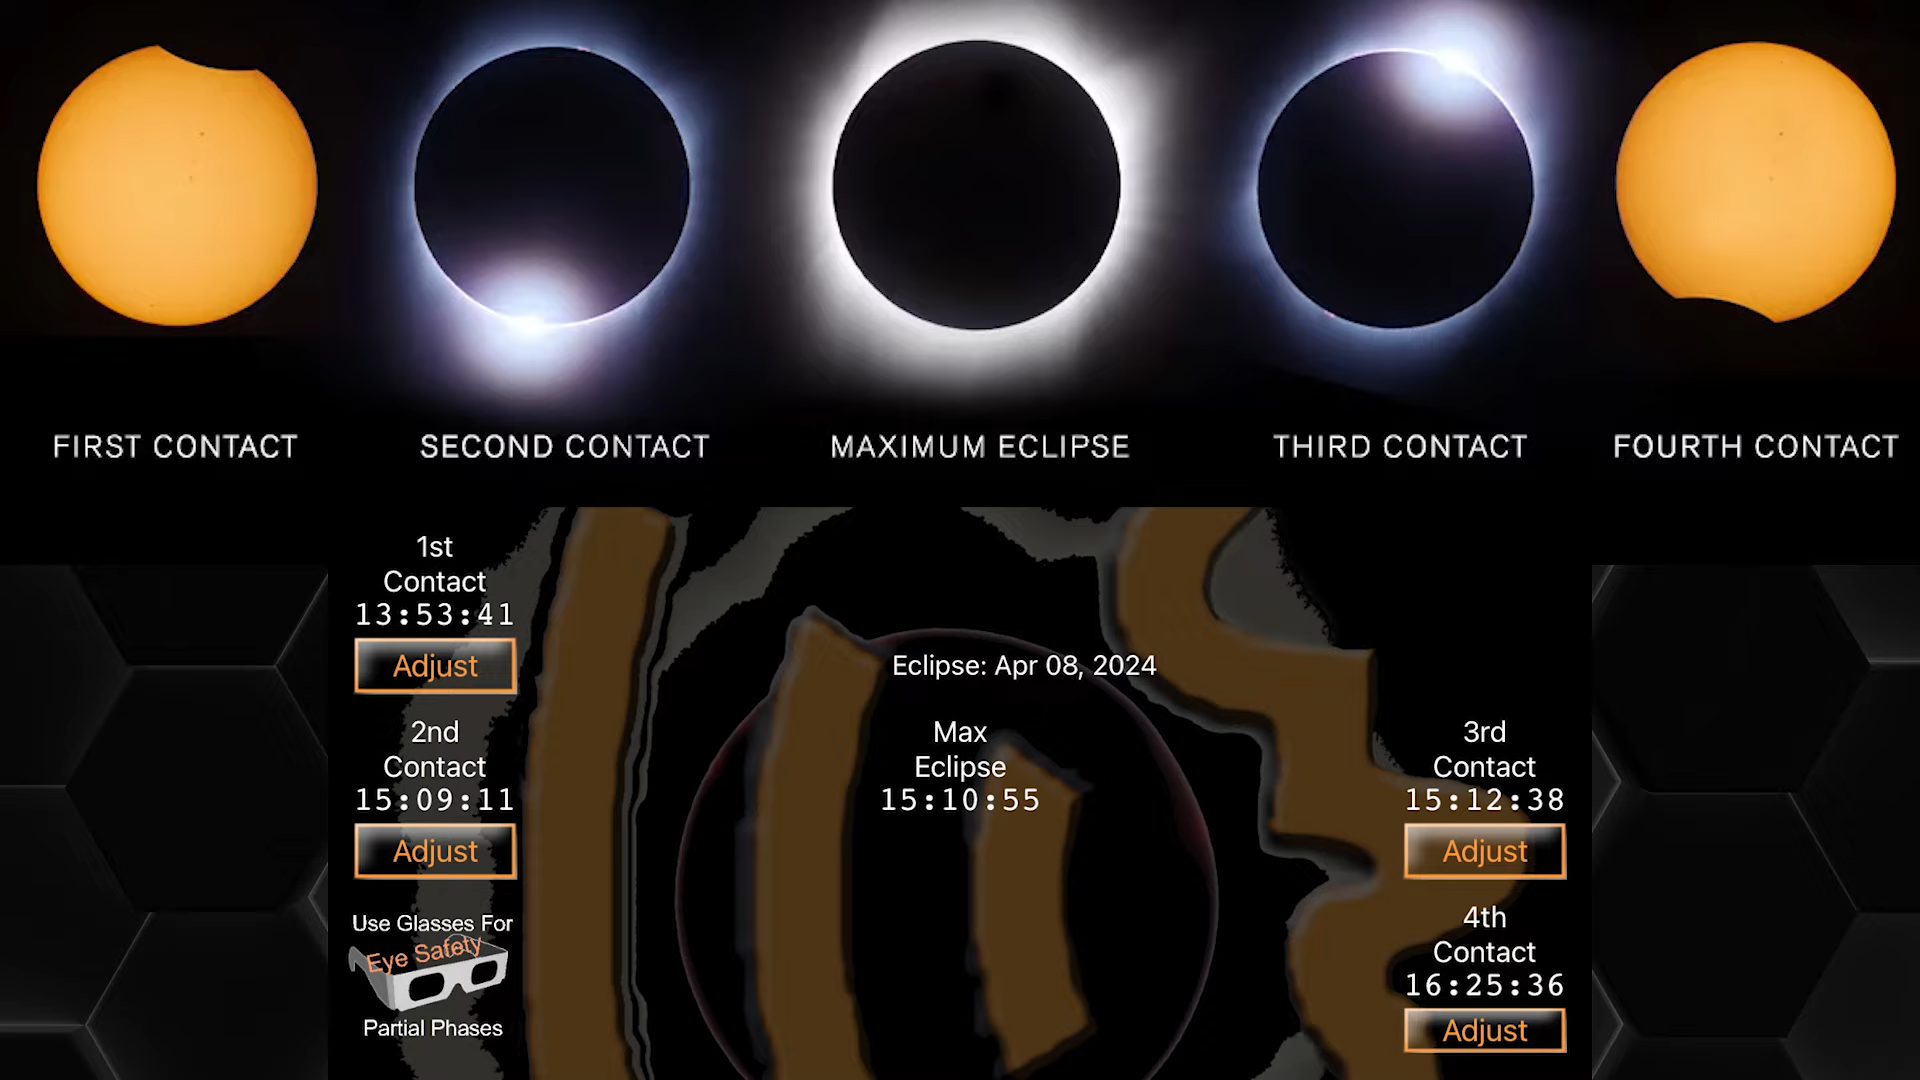 FIRST CONTACT
SECOND CONTACT
MAXIMUM ECLIPSE
THIRD CONTACT
FOURTH CONTACT
1st
Contact
13:53:41
Adjust
2nd
Contact
15:09:11
Adjust
Use Glasses For
Eye Safety
Partial Phases
Eclipse: Apr 08, 2024
Max
Eclipse
15:10:55
3rd
Contact
15:12:38
Adjust
4th
Contact
16:25:36
Adjust